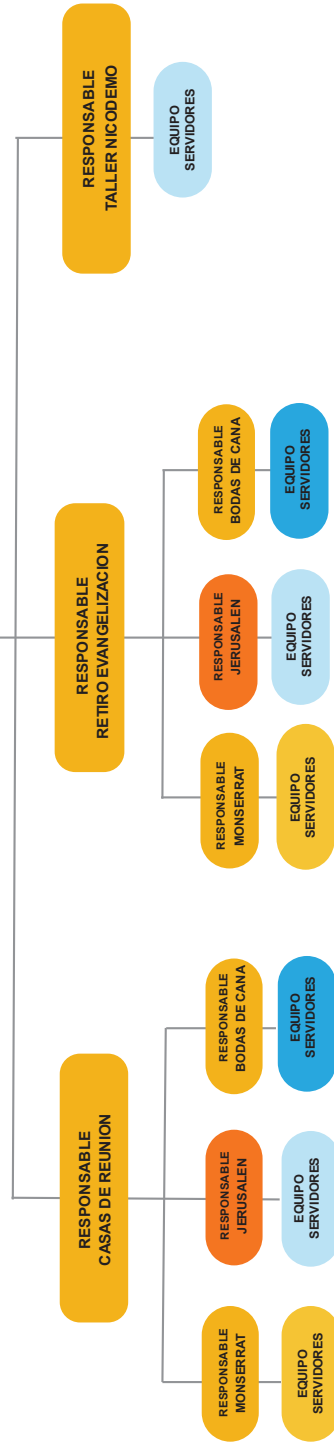 RESPONSABLE
CASAS DE REUNION
RESPONSABLE
RETIRO EVANGELIZACION
RESPONSABLE
TALLER NICODEMO
RESPONSABLE
MONSERRAT
RESPONSABLE
JERUSALEN
RESPONSABLE
BODAS DE CANA
RESPONSABLE
MONSERRAT
RESPONSABLE
JERUSALEN
RESPONSABLE
BODAS DE CANA
EQUIPO
SERVIDORES
EQUIPO
SERVIDORES
EQUIPO
SERVIDORES
EQUIPO
SERVIDORES
EQUIPO
SERVIDORES
EQUIPO
SERVIDORES
EQUIPO
SERVIDORES